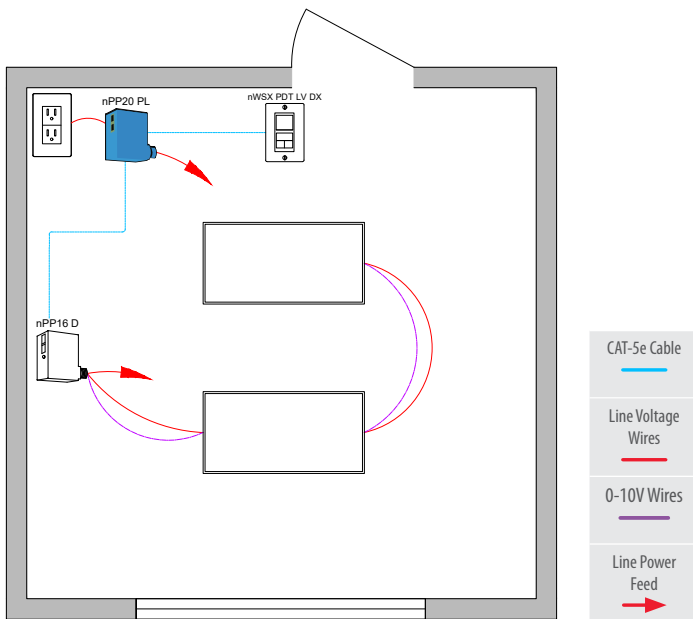 nPP20 PL
nWSX PDT LV DX
nPP16 D
CAT-5e Cable
Line Voltage
Wires
0-10V Wires
Line Power
Feed